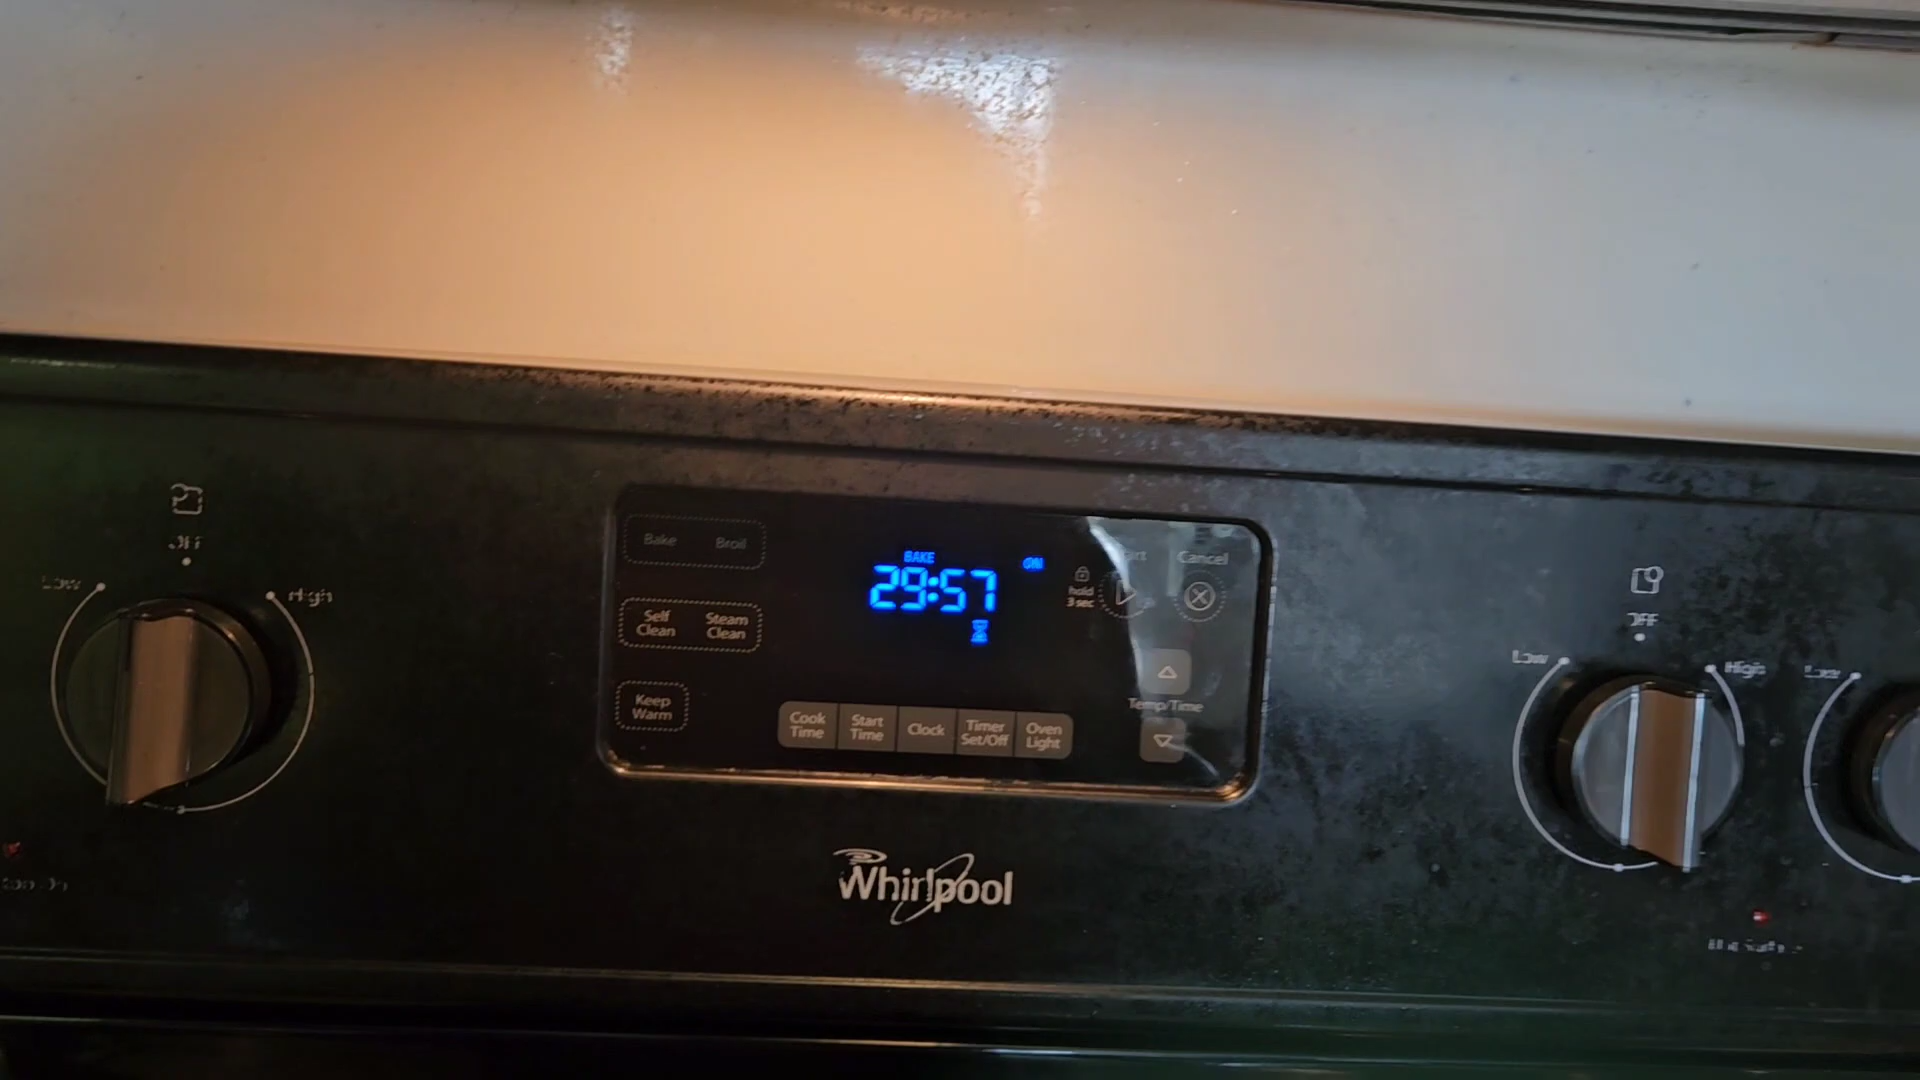 OFF
Low
High
Bake Broil
Self Clean
Steam Clean
Keep Warm
BAKE
ON
29:57
hold
3 sec
Cancel
Temp/Time
Cook Time
Start Time
Clock
Timer Set/Off
Oven Light
Whirlpool
OFF
Low
High
Low